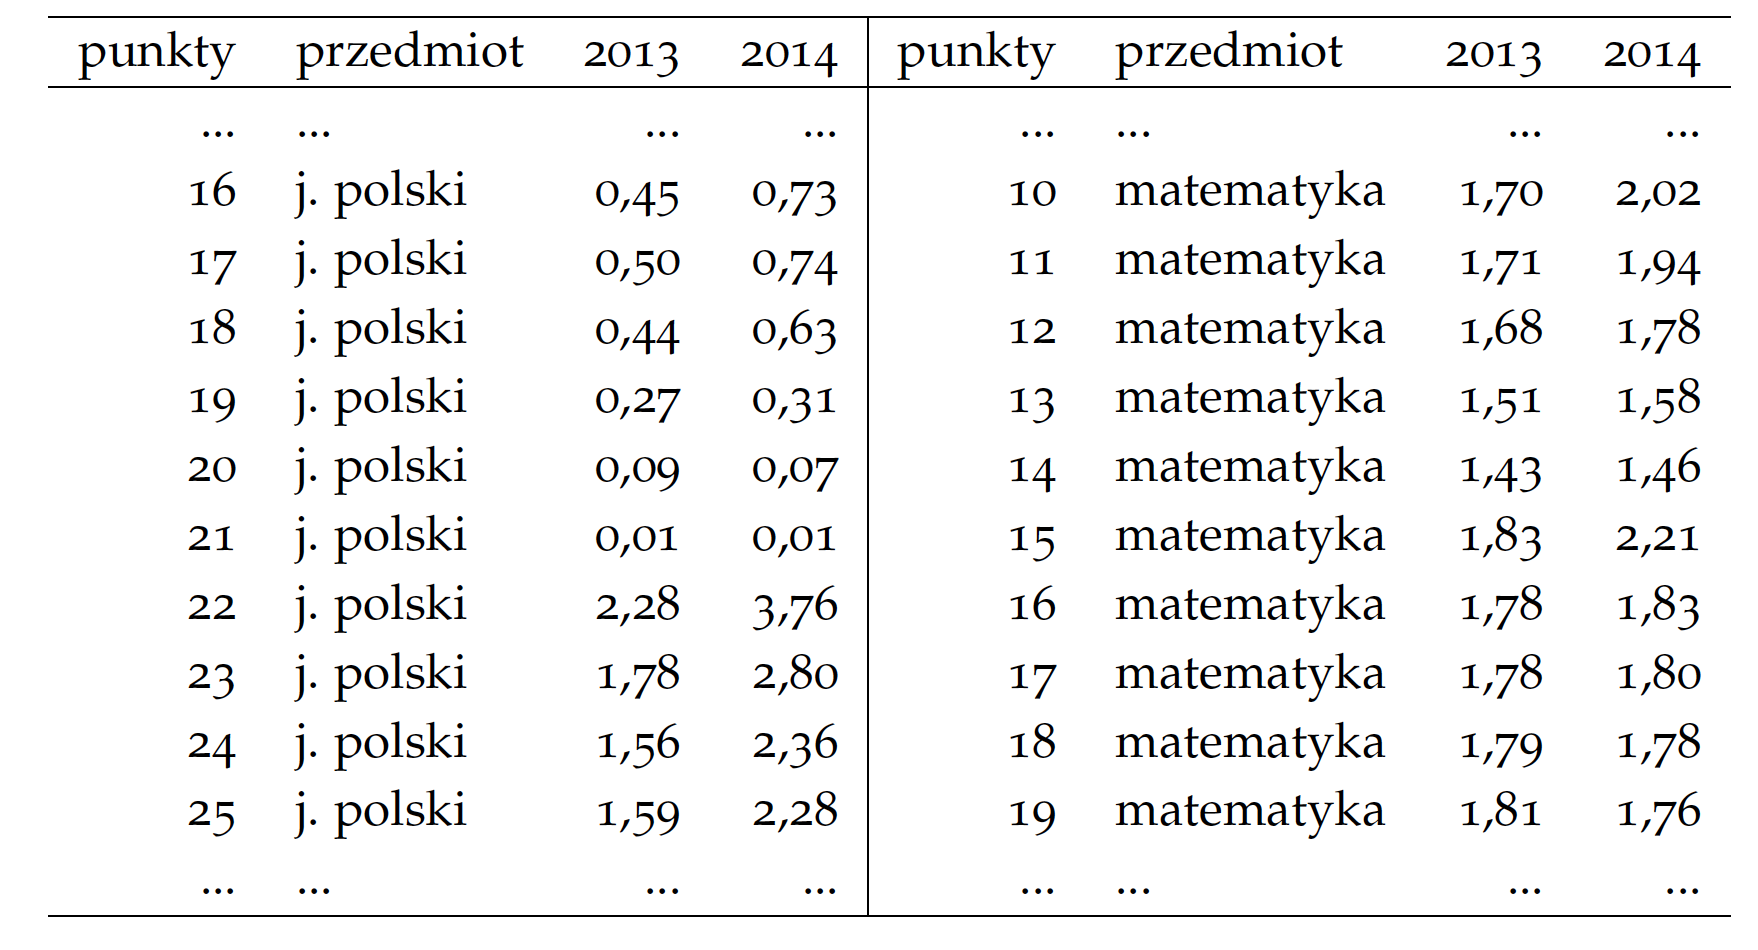 punkty przedmiot 2013 2014 punkty przedmiot 2013 2014
... ... ... ... ... ... ... ...
16 j. polski 0,45 0,73 10 matematyka 1,70 2,02
17 j. polski 0,50 0,74 11 matematyka 1,71 1,94
18 j. polski 0,44 0,63 12 matematyka 1,68 1,78
19 j. polski 0,27 0,31 13 matematyka 1,51 1,58
20 j. polski 0,09 0,07 14 matematyka 1,43 1,46
21 j. polski 0,01 0,01 15 matematyka 1,83 2,21
22 j. polski 2,28 3,76 16 matematyka 1,78 1,83
23 j. polski 1,78 2,80 17 matematyka 1,78 1,80
24 j. polski 1,56 2,36 18 matematyka 1,79 1,78
25 j. polski 1,59 2,28 19 matematyka 1,81 1,76
... ... ... ... ... ... ... ...